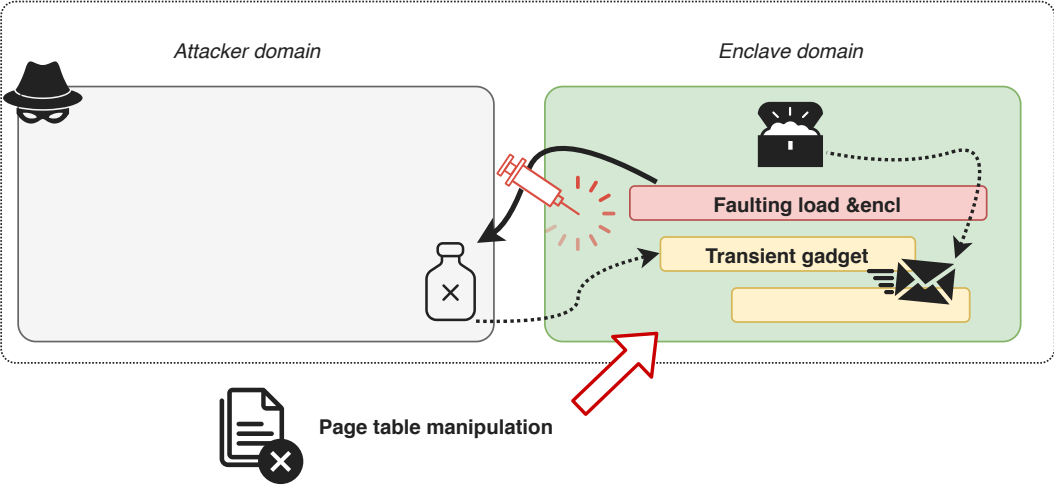 Attacker domain
Enclave domain
Faulting load &encl
Transient gadget
Page table manipulation